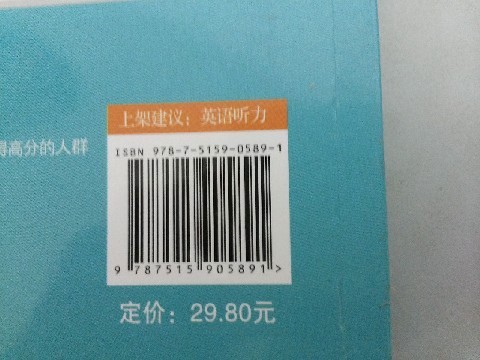 上架建议：英语听力
得高分的人群
ISBN 978-7-5159-0589-1
9 787515 905891 >
定价：29.80元